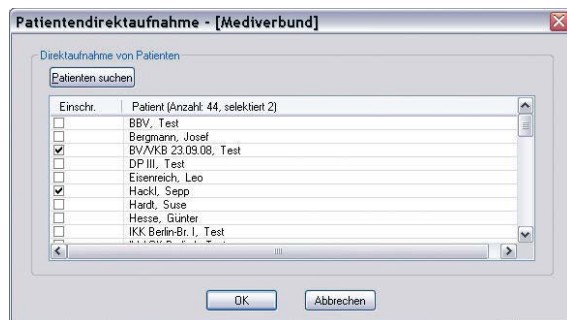 Patientendirektaufnahme - [Mediverbund]
Direktaufnahme von Patienten
Patienten suchen
Einschr. Patient (Anzahl: 44, selektiert 2)
BBV, Test
Bergmann, Josef
BV/VKB 23.09.08, Test
DP III, Test
Eisenreich, Leo
Hackl, Sepp
Hardt, Suse
Hesse, Günter
IKK Berlin-Br. I, Test
OK Abbrechen